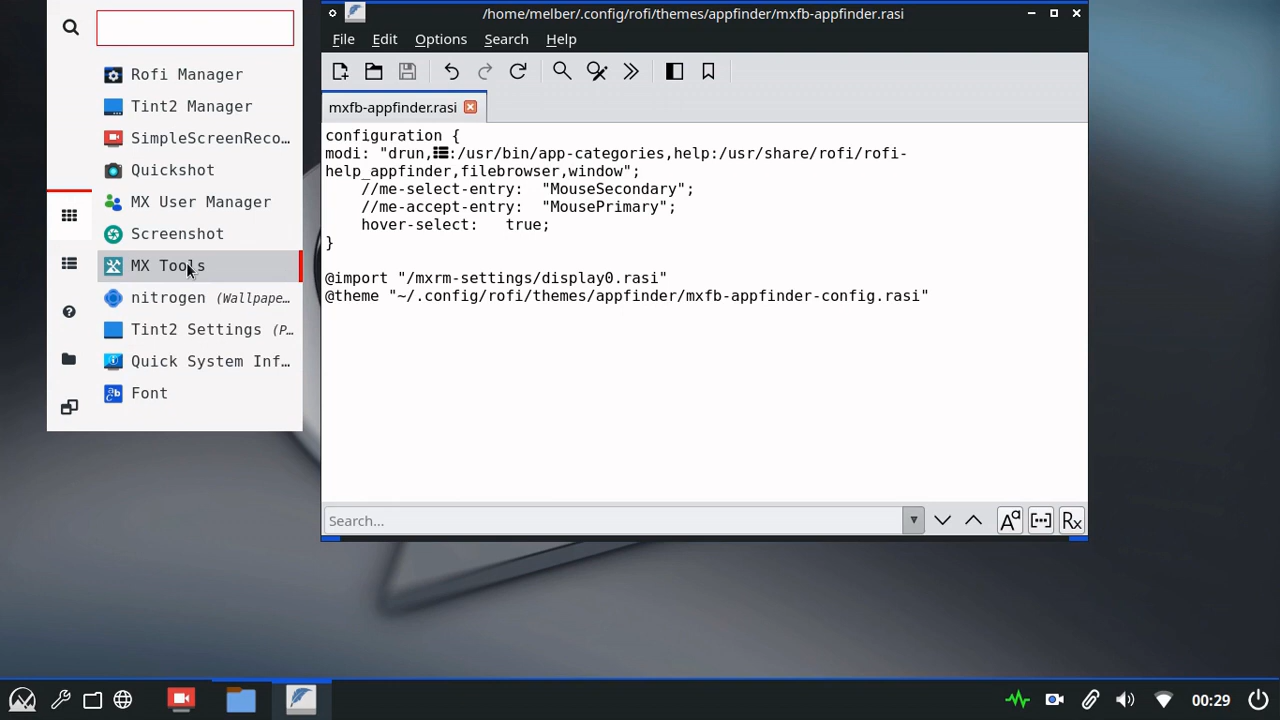 Rofi Manager
Tint2 Manager
SimpleScreenReco…
Quickshot
MX User Manager
Screenshot
MX Tools
nitrogen (Wallpape…
Tint2 Settings (P…
Quick System Inf…
Font
/home/melber/.config/rofi/themes/appfinder/mxfb-appfinder.rasi
File Edit Options Search Help
mxfb-appfinder.rasi
configuration {
modi: "drun,:/usr/bin/app-categories,help:/usr/share/rofi/rofi-
help_appfinder,filebrowser,window";
//me-select-entry: "MouseSecondary";
//me-accept-entry: "MousePrimary";
hover-select: true;
}
@import "/mxrm-settings/display0.rasi"
@theme "~/.config/rofi/themes/appfinder/mxfb-appfinder-config.rasi"
Search...
00:29